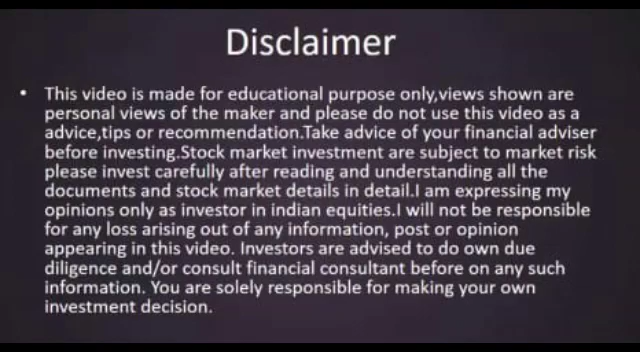 Disclaimer
• This video is made for educational purpose only,views shown are
personal views of the maker and please do not use this video as a
advice,tips or recommendation.Take advice of your financial adviser
before investing.Stock market investment are subject to market risk
please invest carefully after reading and understanding all the
documents and stock market details in detail.I am expressing my
opinions only as investor in indian equities.I will not be responsible
for any loss arising out of any information, post or opinion
appearing in this video. Investors are advised to do own due
diligence and/or consult financial consultant before on any such
information. You are solely responsible for making your own
investment decision.